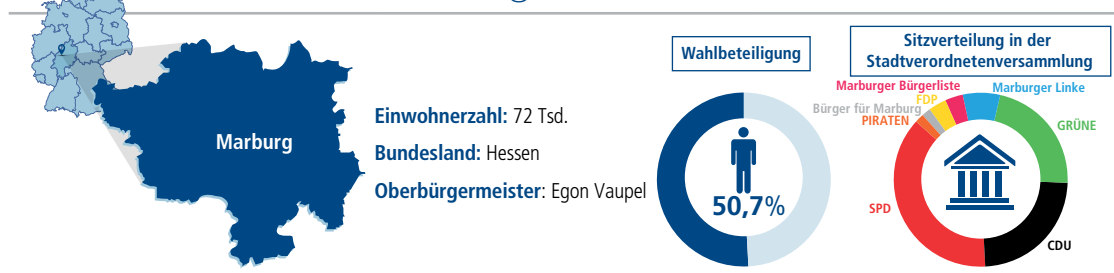 Marburg
Einwohnerzahl: 72 Tsd.
Bundesland: Hessen
Oberbürgermeister: Egon Vaupel
Wahlbeteiligung
50,7%
Sitzverteilung in der
Stadtverordnetenversammlung
Marburger Bürgerliste
Marburger Linke
FDP
Bürger für Marburg
PIRATEN
GRÜNE
SPD
CDU